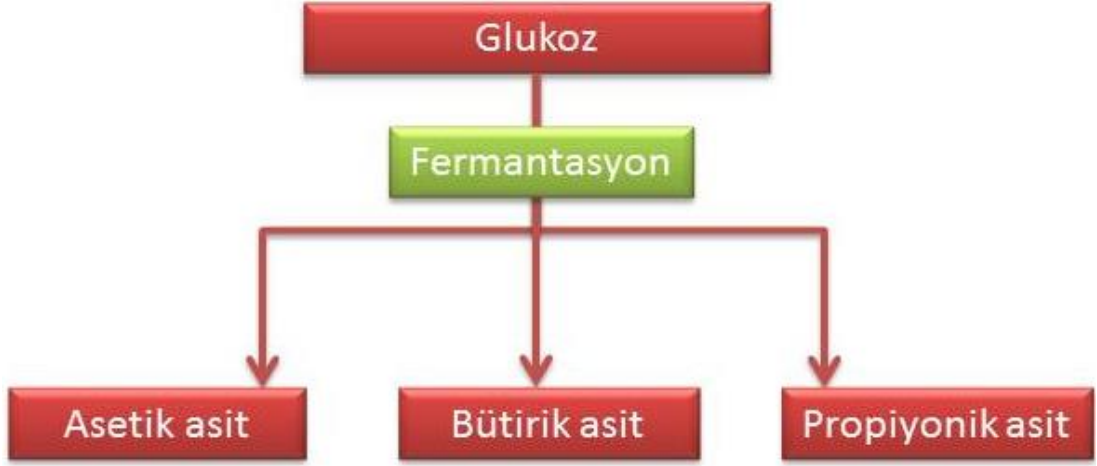 Glukoz
Fermantasyon
Asetik asit
Bütirik asit
Propiyonik asit